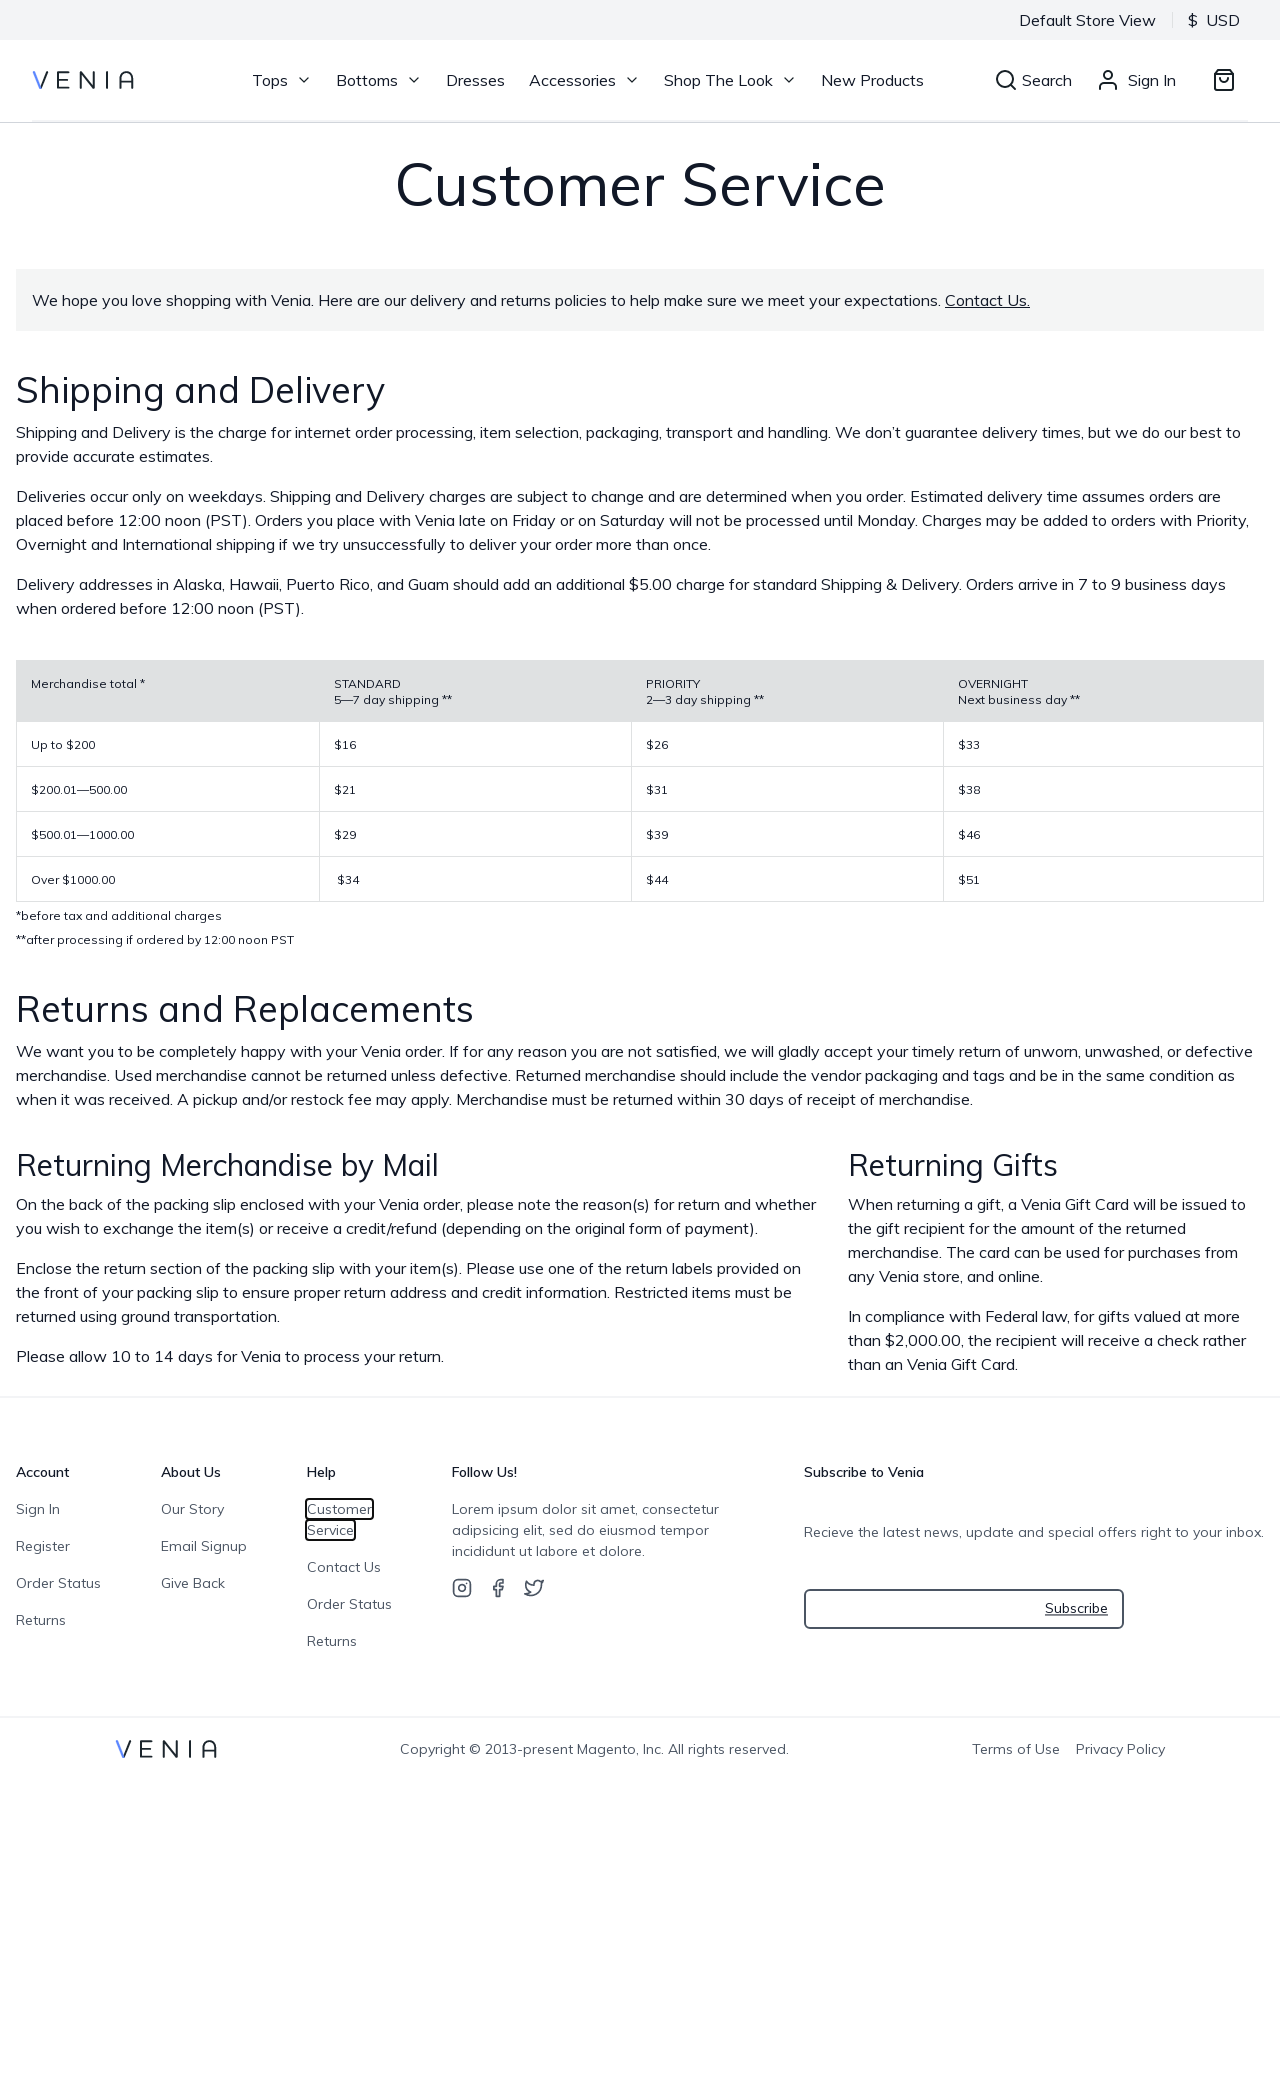 Default Store View $ USD
VENIA Tops Bottoms Dresses Accessories Shop The Look New Products Search Sign In
Customer Service
We hope you love shopping with Venia. Here are our delivery and returns policies to help make sure we meet your expectations. Contact Us.
Shipping and Delivery
Shipping and Delivery is the charge for internet order processing, item selection, packaging, transport and handling. We don’t guarantee delivery times, but we do our best to
provide accurate estimates.
Deliveries occur only on weekdays. Shipping and Delivery charges are subject to change and are determined when you order. Estimated delivery time assumes orders are
placed before 12:00 noon (PST). Orders you place with Venia late on Friday or on Saturday will not be processed until Monday. Charges may be added to orders with Priority,
Overnight and International shipping if we try unsuccessfully to deliver your order more than once.
Delivery addresses in Alaska, Hawaii, Puerto Rico, and Guam should add an additional $5.00 charge for standard Shipping & Delivery. Orders arrive in 7 to 9 business days
when ordered before 12:00 noon (PST).
Merchandise total * STANDARD PRIORITY OVERNIGHT
5—7 day shipping ** 2—3 day shipping ** Next business day **
Up to $200 $16 $26 $33
$200.01—500.00 $21 $31 $38
$500.01—1000.00 $29 $39 $46
Over $1000.00 $34 $44 $51
*before tax and additional charges
**after processing if ordered by 12:00 noon PST
Returns and Replacements
We want you to be completely happy with your Venia order. If for any reason you are not satisfied, we will gladly accept your timely return of unworn, unwashed, or defective
merchandise. Used merchandise cannot be returned unless defective. Returned merchandise should include the vendor packaging and tags and be in the same condition as
when it was received. A pickup and/or restock fee may apply. Merchandise must be returned within 30 days of receipt of merchandise.
Returning Merchandise by Mail
On the back of the packing slip enclosed with your Venia order, please note the reason(s) for return and whether
you wish to exchange the item(s) or receive a credit/refund (depending on the original form of payment).
Enclose the return section of the packing slip with your item(s). Please use one of the return labels provided on
the front of your packing slip to ensure proper return address and credit information. Restricted items must be
returned using ground transportation.
Please allow 10 to 14 days for Venia to process your return.
Returning Gifts
When returning a gift, a Venia Gift Card will be issued to
the gift recipient for the amount of the returned
merchandise. The card can be used for purchases from
any Venia store, and online.
In compliance with Federal law, for gifts valued at more
than $2,000.00, the recipient will receive a check rather
than an Venia Gift Card.
Account
Sign In
Register
Order Status
Returns
About Us
Our Story
Email Signup
Give Back
Help
Customer
Service
Contact Us
Order Status
Returns
Follow Us!
Lorem ipsum dolor sit amet, consectetur
adipsicing elit, sed do eiusmod tempor
incididunt ut labore et dolore.
Subscribe to Venia
Recieve the latest news, update and special offers right to your inbox.
Subscribe
VENIA Copyright © 2013-present Magento, Inc. All rights reserved. Terms of Use Privacy Policy